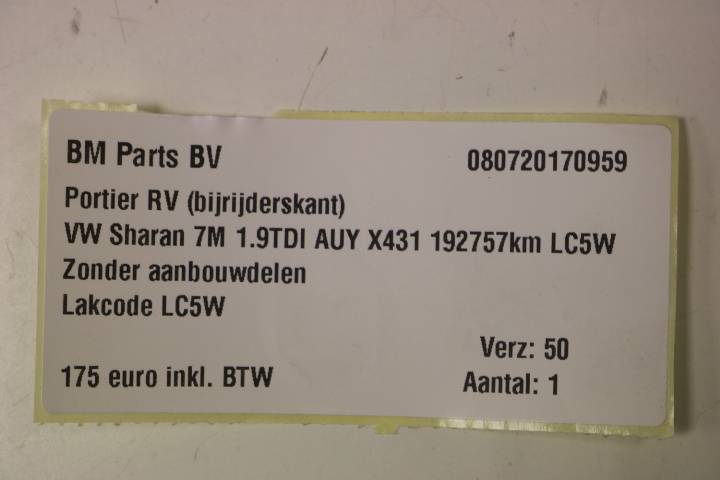 BM Parts BV 080720170959
Portier RV (bijrijderskant)
VW Sharan 7M 1.9TDI AUY X431 192757km LC5W
Zonder aanbouwdelen
Lakcode LC5W
Verz: 50
175 euro inkl. BTW Aantal: 1